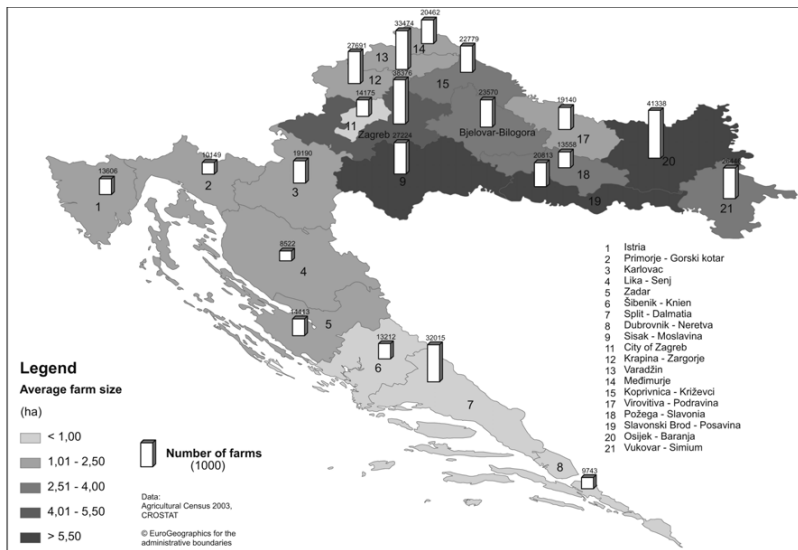 20462
33474
14
27691
13
22779
12
38376
15
14175
23570
19140
41338
11
Zagreb
Bjelovar-Bilogora
17
27224
13558
20
10149
19190
20813
18
13606
2
3
9
19
21
1
8522
4
14413
5
13212
32015
6
7
8
9743
1 Istria
2 Primorje - Gorski kotar
3 Karlovac
4 Lika - Senj
5 Zadar
6 Šibenik - Knien
7 Split - Dalmatia
8 Dubrovnik - Neretva
9 Sisak - Moslavina
11 City of Zagreb
12 Krapina - Zargorje
13 Varadžin
14 Međimurje
15 Koprivnica - Križevci
17 Virovitia - Podravina
18 Požega - Slavonia
19 Slavonski Brod - Posavina
20 Osijek - Baranja
21 Vukovar - Simium
Legend
Average farm size
(ha)
< 1,00
1,01 - 2,50
2,51 - 4,00
4,01 - 5,50
> 5,50
Number of farms
(1000)
Data:
Agricultural Census 2003,
CROSTAT
© EuroGeographics for the
administrative boundaries